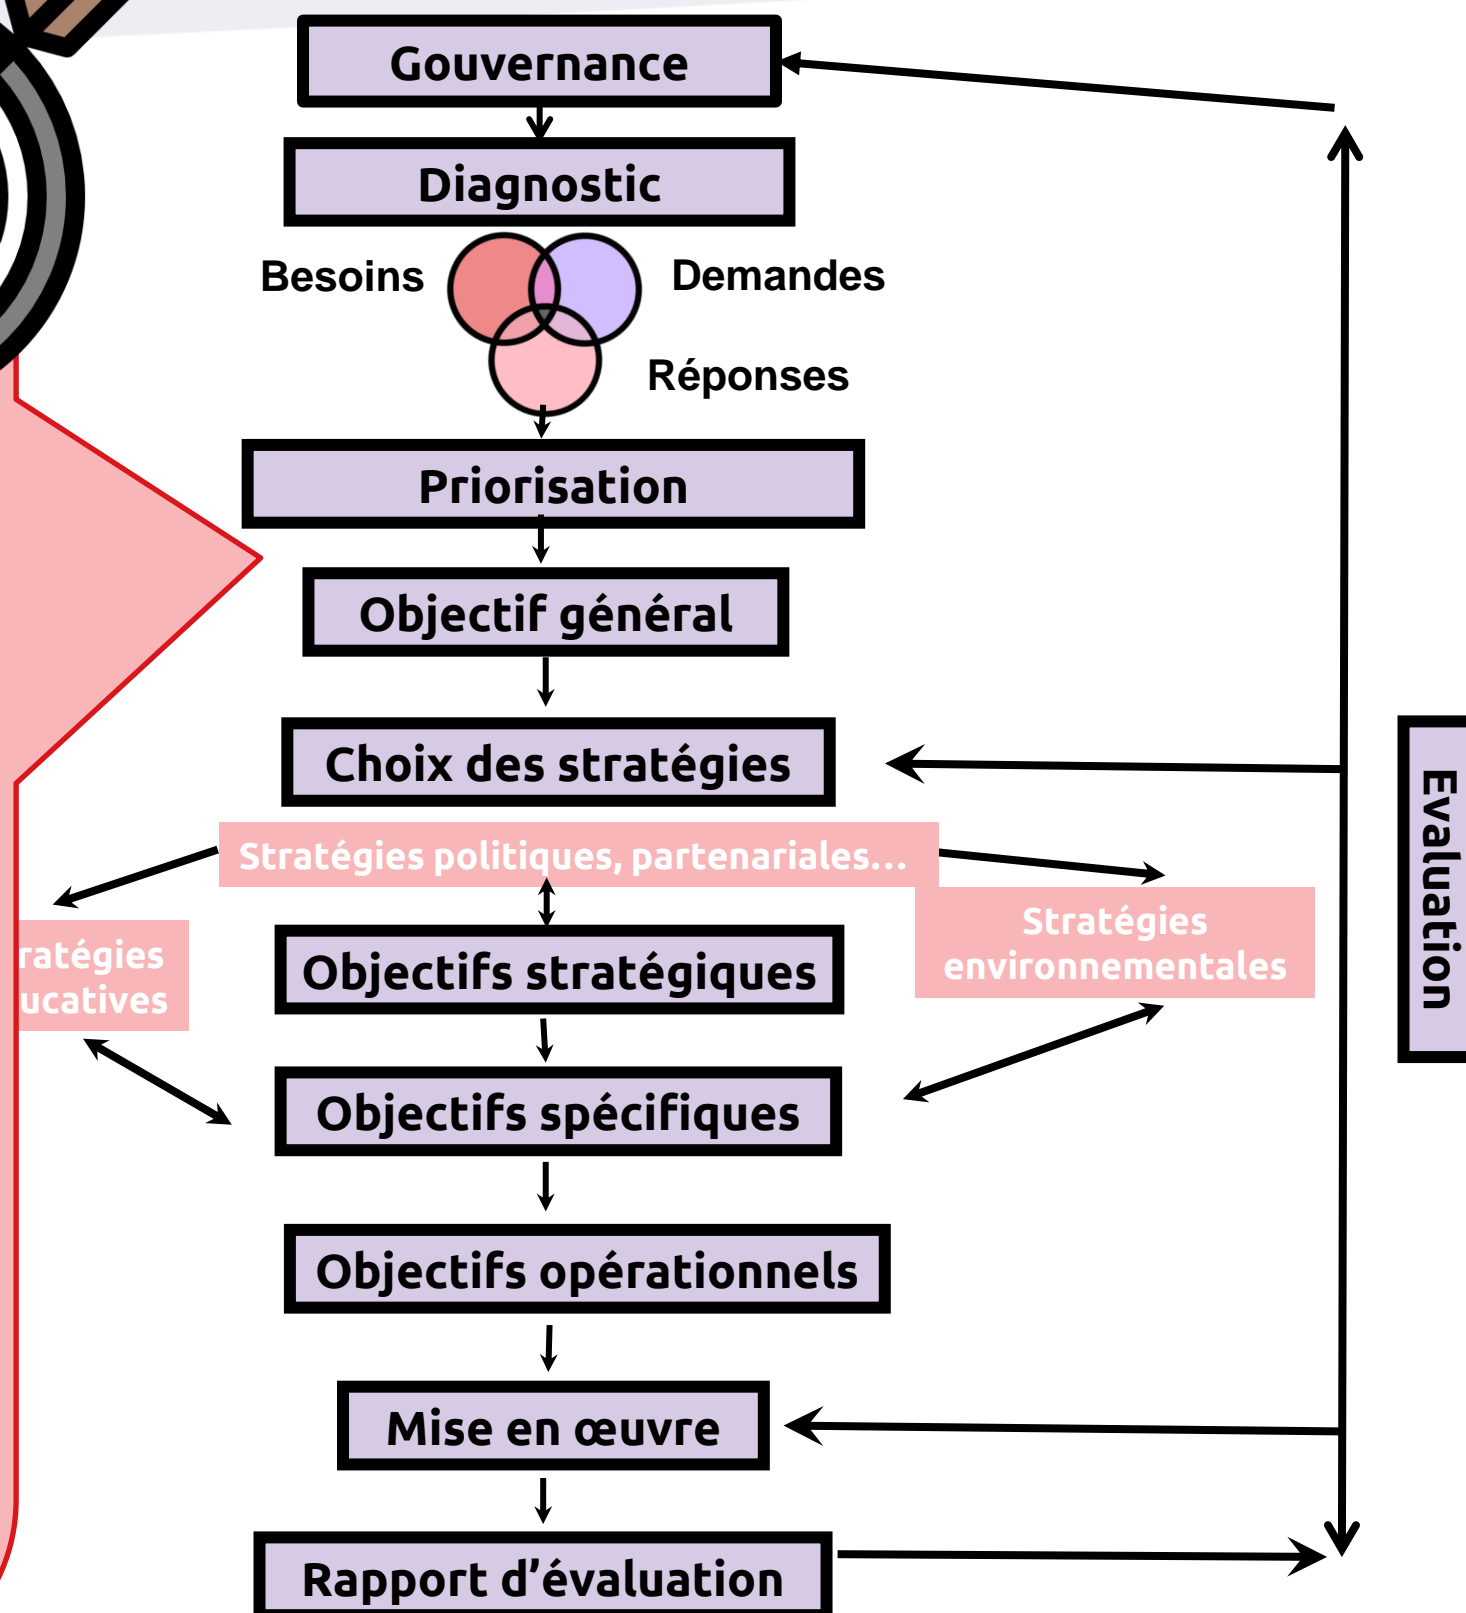 Gouvernance
Diagnostic
Besoins
Demandes
Réponses
Priorisation
Objectif général
Choix des stratégies
Stratégies politiques, partenariales…
Stratégies
environnementales
Objectifs stratégiques
Objectifs spécifiques
Objectifs opérationnels
Mise en œuvre
Rapport d’évaluation
Evaluation